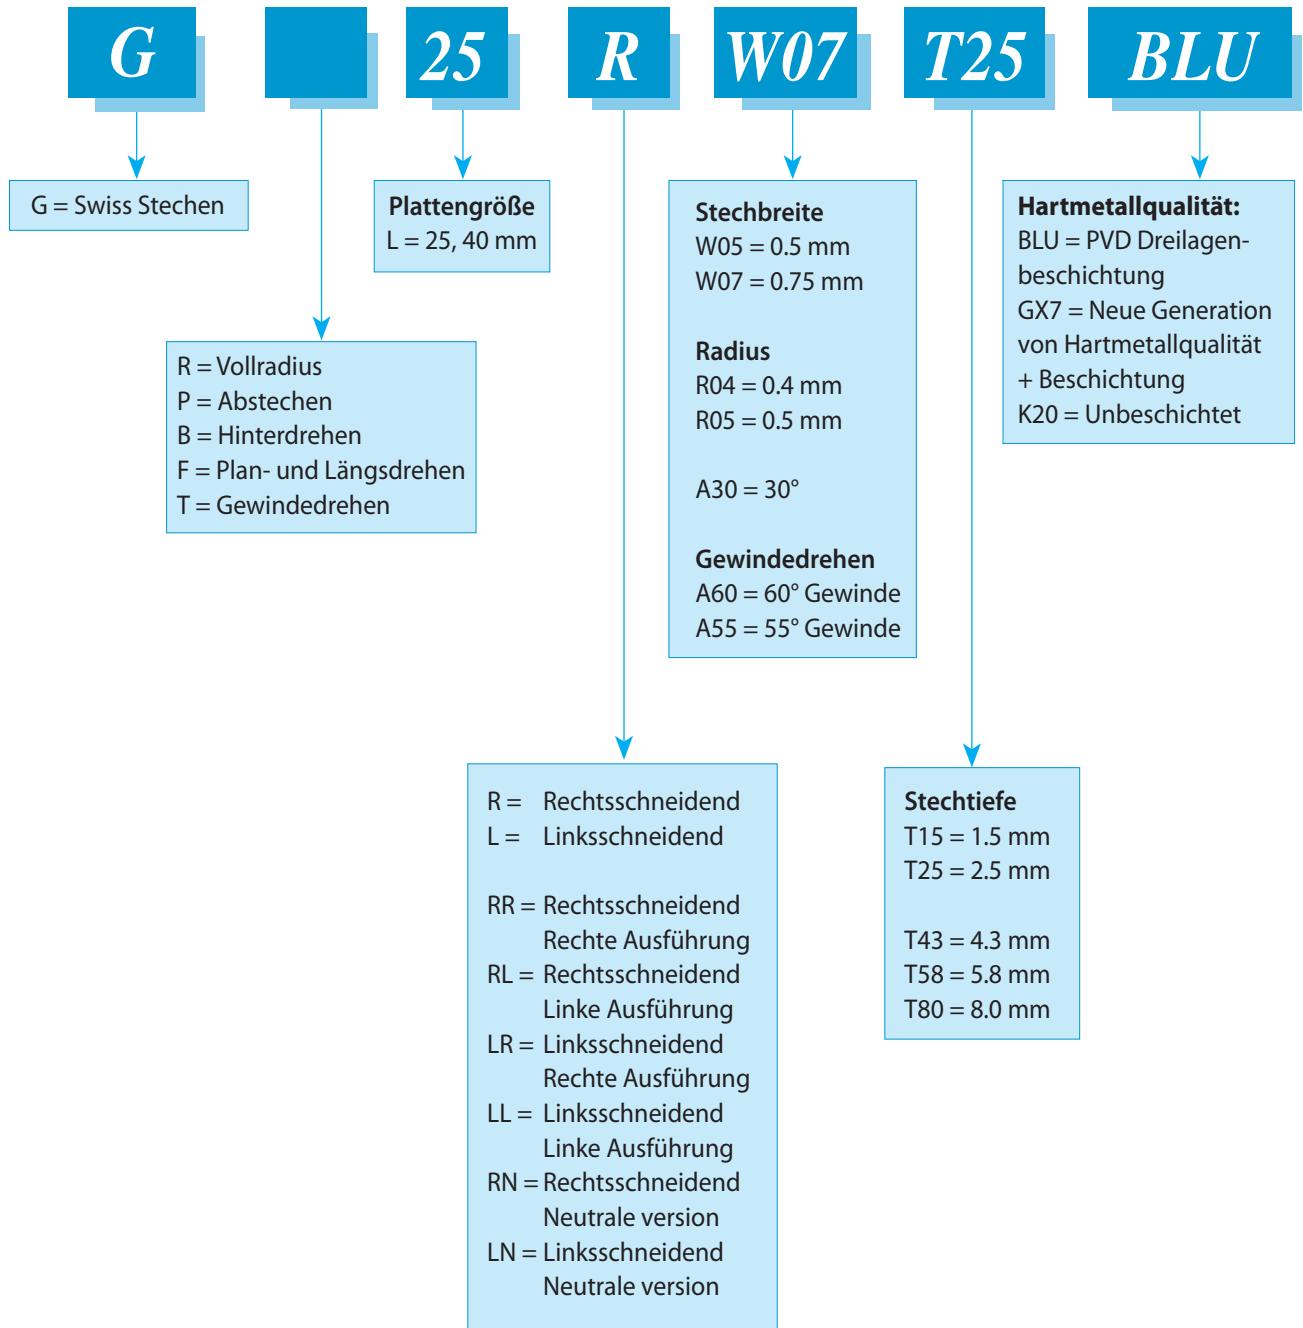 G 25 R W07 T25 BLU
G = Swiss Stechen
R = Vollradius
P = Abstechen
B = Hinterdrehen
F = Plan- und Längsdrehen
T = Gewindedrehen
Plattengröße
L = 25, 40 mm
R = Rechtsschneidend
L = Linksschneidend
RR = Rechtsschneidend
Rechte Ausführung
RL = Rechtsschneidend
Linke Ausführung
LR = Linksschneidend
Rechte Ausführung
LL = Linksschneidend
Linke Ausführung
RN = Rechtsschneidend
Neutrale version
LN = Linksschneidend
Neutrale version
Stechbreite
W05 = 0.5 mm
W07 = 0.75 mm
Radius
R04 = 0.4 mm
R05 = 0.5 mm
A30 = 30°
Gewindedrehen
A60 = 60° Gewinde
A55 = 55° Gewinde
Stechtiefe
T15 = 1.5 mm
T25 = 2.5 mm
T43 = 4.3 mm
T58 = 5.8 mm
T80 = 8.0 mm
Hartmetallqualität:
BLU = PVD Dreilagen-
beschichtung
GX7 = Neue Generation
von Hartmetallqualität
+ Beschichtung
K20 = Unbeschichtet